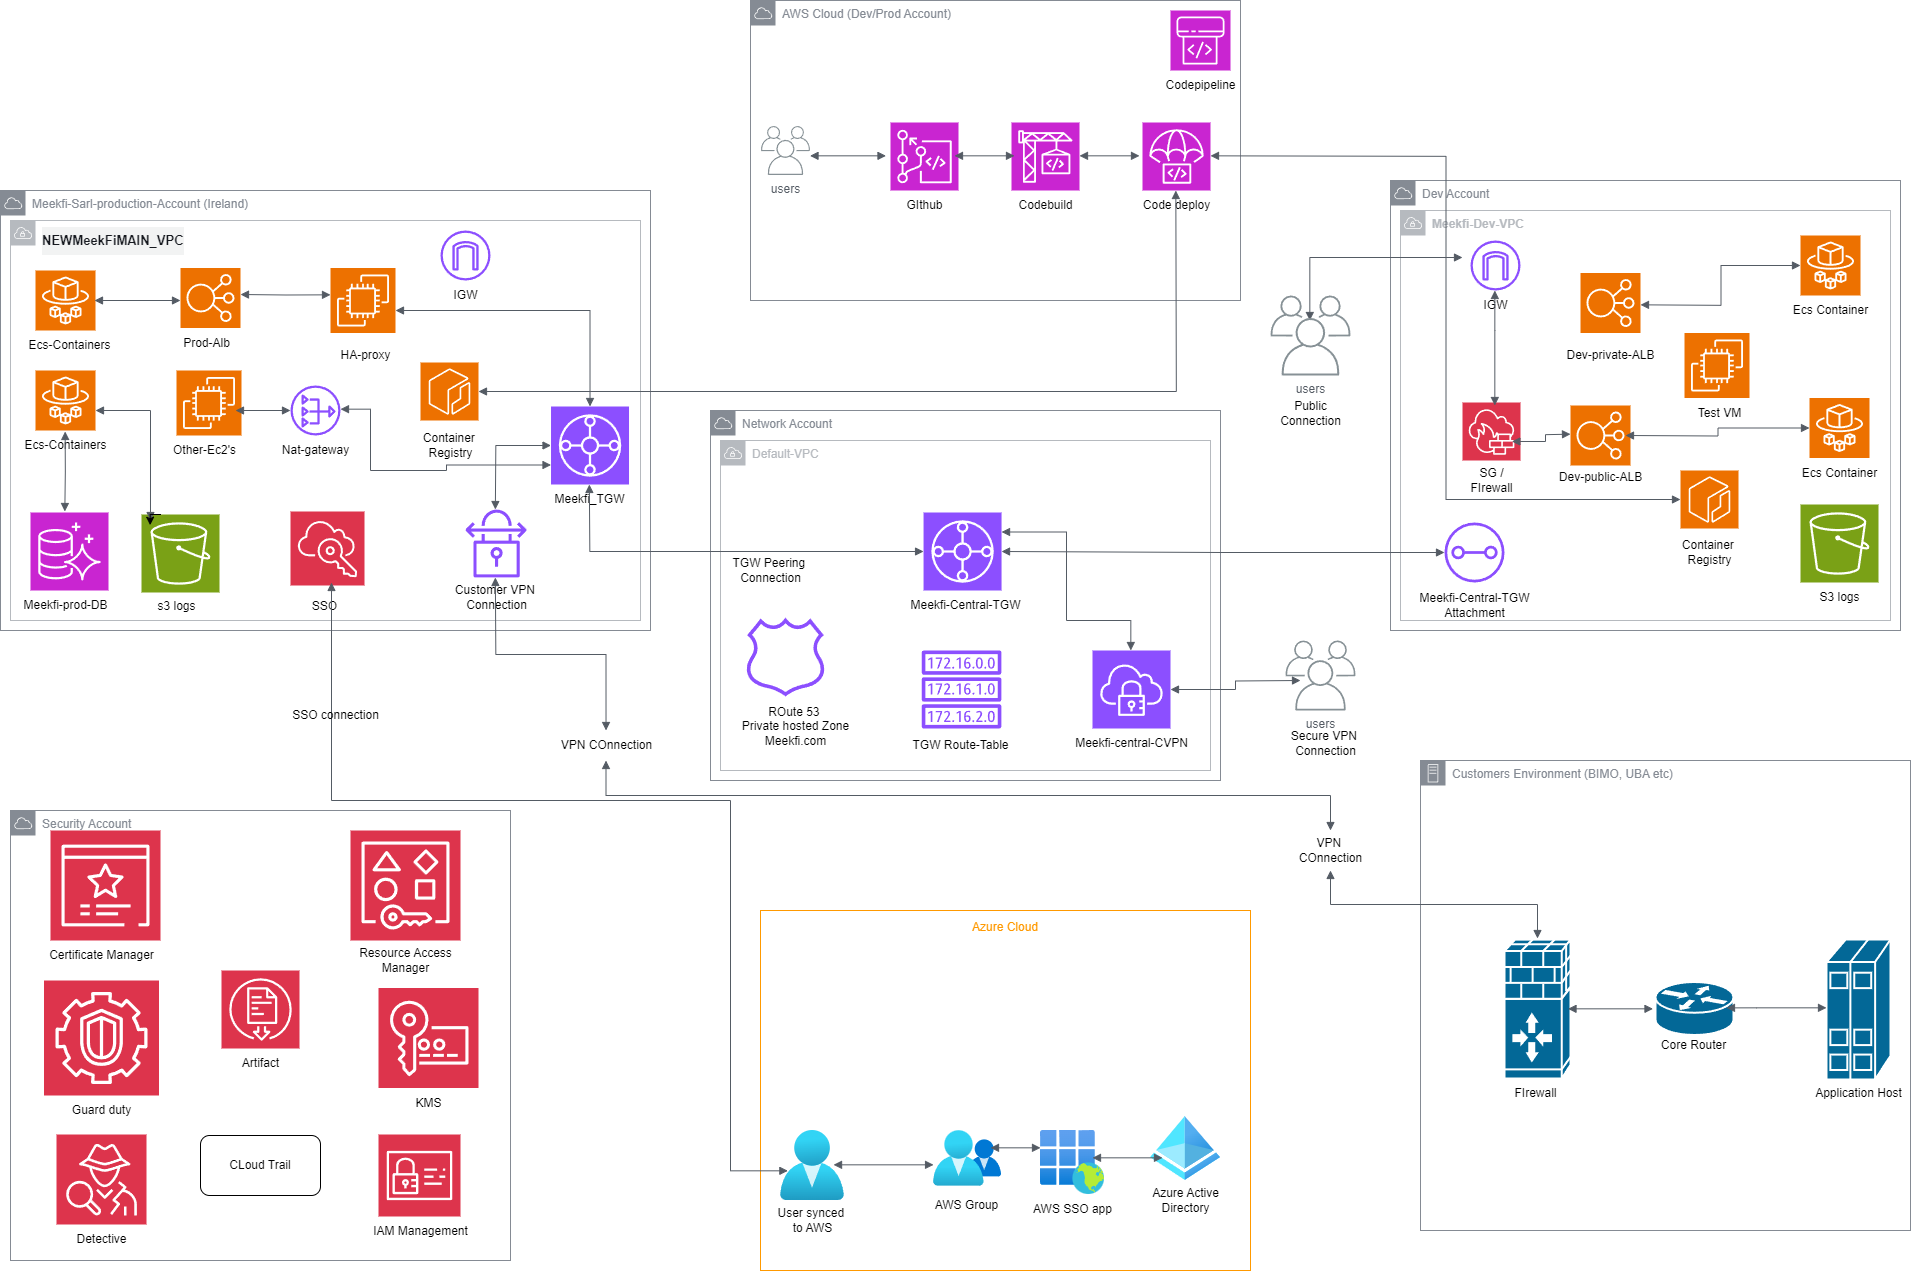 AWS Cloud (Dev/Prod Account)
Codepipeline
users
GIthub
Codebuild
Code deploy
Meekfi-Sarl-production-Account (Ireland)
NEWMeekFiMAIN_VPC
IGW
Ecs-Containers
Prod-Alb
HA-proxy
Ecs-Containers
Other-Ec2's
Nat-gateway
Container
Registry
Meekfi_TGW
Meekfi-prod-DB
s3 logs
SSO
Customer VPN
Connection
Dev Account
Meekfi-Dev-VPC
IGW
Dev-private-ALB
Ecs Container
Test VM
SG /
FIrewall
Dev-public-ALB
Ecs Container
Container
Registry
Meekfi-Central-TGW
Attachment
S3 logs
users
Public
Connection
Network Account
Default-VPC
TGW Peering
Connection
Meekfi-Central-TGW
ROute 53
Private hosted Zone
Meekfi.com
172.16.0.0
172.16.1.0
172.16.2.0
TGW Route-Table
Meekfi-central-CVPN
users
Secure VPN
Connection
SSO connection
VPN COnnection
VPN
COnnection
Customers Environment (BIMO, UBA etc)
FIrewall
Core Router
Application Host
Security Account
Certificate Manager
Resource Access
Manager
Artifact
Guard duty
KMS
CLoud Trail
Detective
IAM Management
Azure Cloud
User synced
to AWS
AWS Group
AWS SSO app
Azure Active
Directory